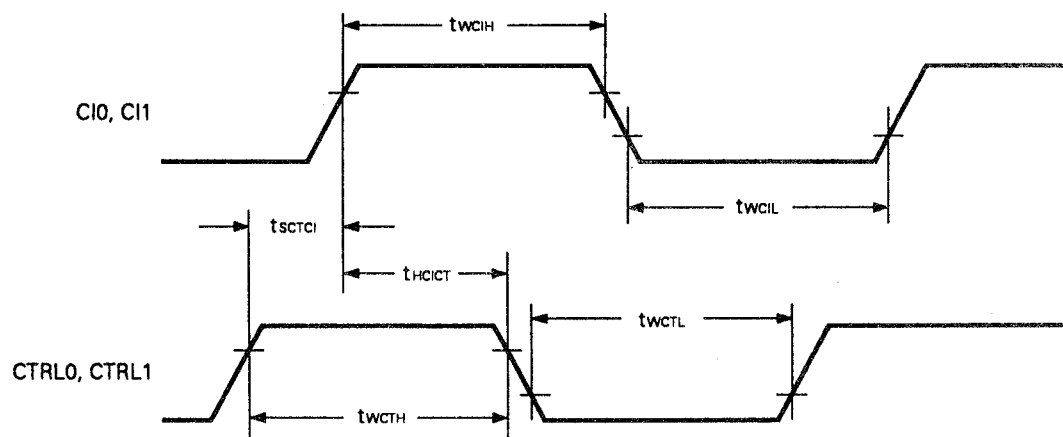 tWCIH
CI0, CI1
tWCIL
tSCTCI
tHCICT
tWCTL
CTRL0, CTRL1
tWCTH